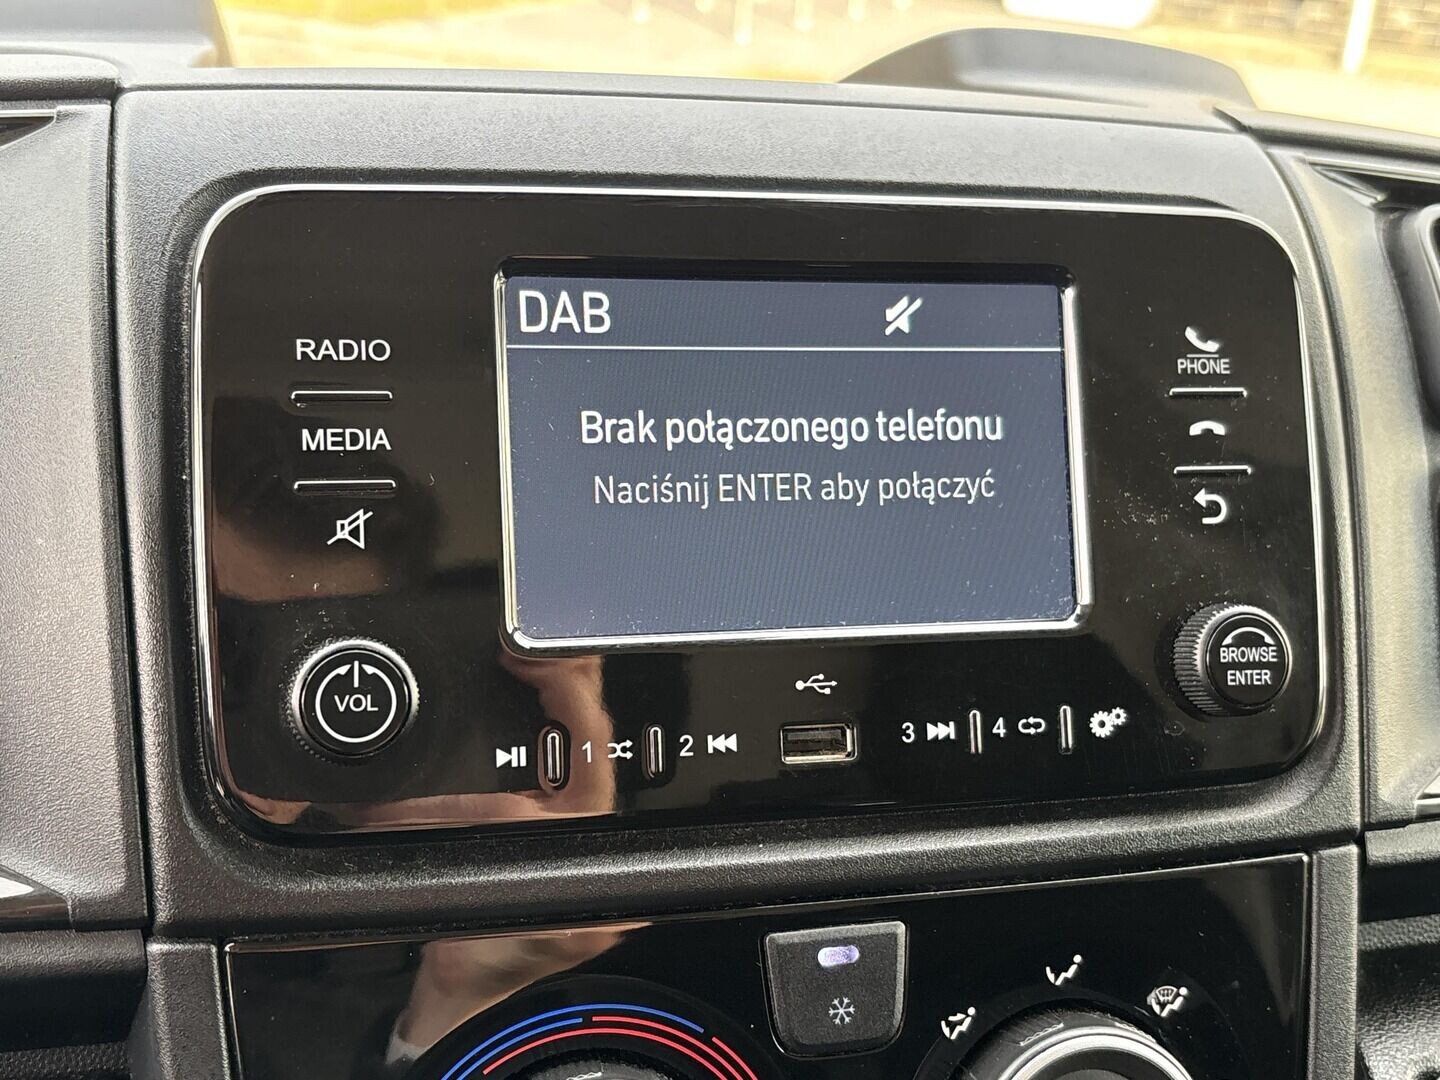 DAB
Brak połączonego telefonu
Naciśnij ENTER aby połączyć
RADIO
MEDIA
VOL
PHONE
BROWSE
ENTER
1
2
3
4